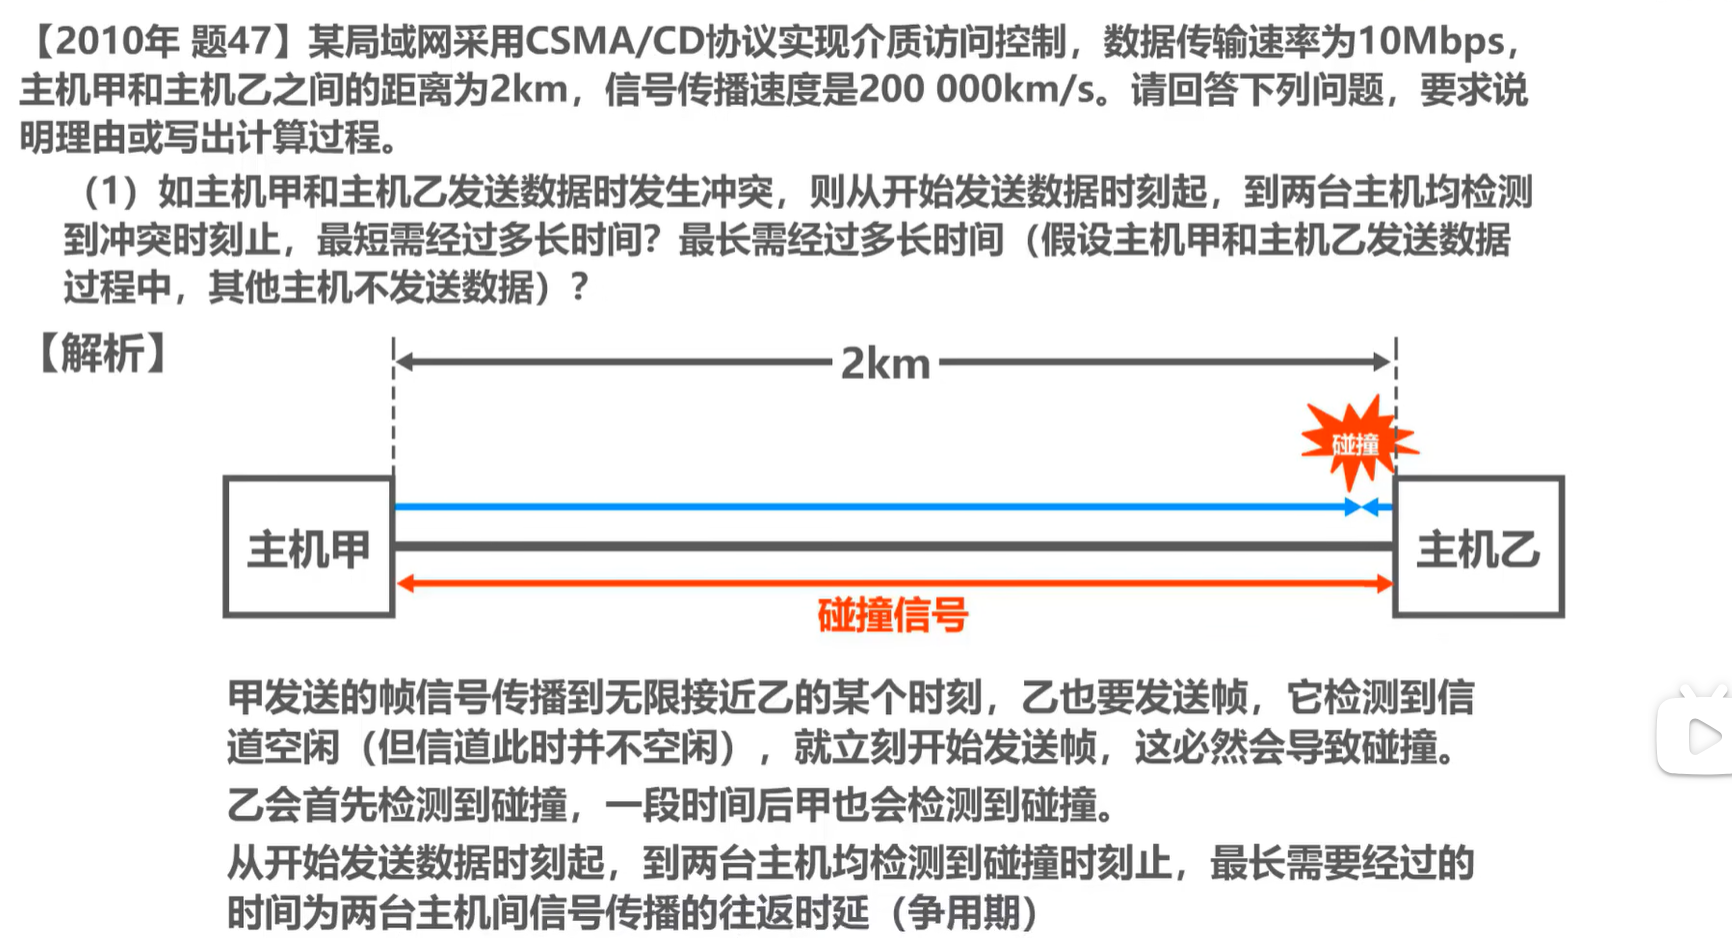 【2010年 题47】某局域网采用CSMA/CD协议实现介质访问控制，数据传输速率为10Mbps，
主机甲和主机乙之间的距离为2km，信号传播速度是200 000km/s。请回答下列问题，要求说
明理由或写出计算过程。
（1）如主机甲和主机乙发送数据时发生冲突，则从开始发送数据时刻起，到两台主机均检测
到冲突时刻止，最短需经过多长时间？最长需经过多长时间（假设主机甲和主机乙发送数据
过程中，其他主机不发送数据）？
【解析】
2km
碰撞
主机甲
主机乙
碰撞信号
甲发送的帧信号传播到无限接近乙的某个时刻，乙也要发送帧，它检测到信
道空闲（但信道此时并不空闲），就立刻开始发送帧，这必然会导致碰撞。
乙会首先检测到碰撞，一段时间后甲也会检测到碰撞。
从开始发送数据时刻起，到两台主机均检测到碰撞时刻止，最长需要经过的
时间为两台主机间信号传播的往返时延（争用期）